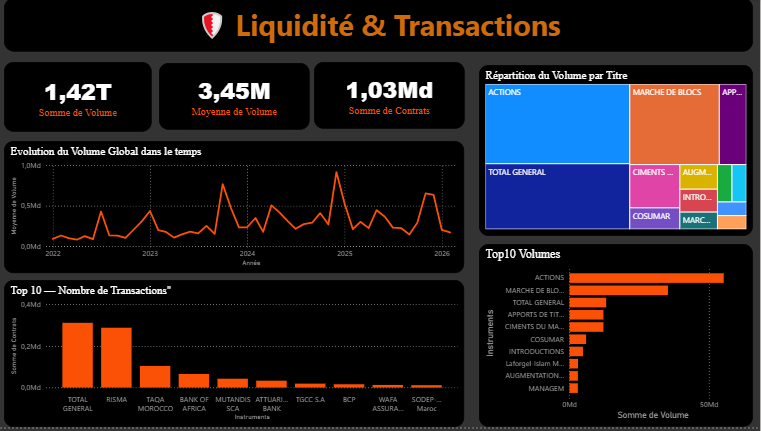 Liquidité & Transactions
1,42T
Somme de Volume
3,45M
Moyenne de Volume
1,03Md
Somme de Contrats
Evolution du Volume Global dans le temps
Moyenne de Volume
1,0Md
0,5Md
0,0Md
2022
2023
2024
2025
2026
Année
Top 10 — Nombre de Transactions"
Somme de Contrats
0,4Md
0,2Md
0,0Md
TOTAL
GENERAL
RISMA
TAQA
MOROCCO
BANK OF
AFRICA
MUTANDIS
SCA
ATTIJARI...
BANK
TGCC S.A
BCP
WAFA
ASSURA...
SODEP-...
Maroc
Instruments
Répartition du Volume par Titre
ACTIONS
MARCHE DE BLOCS
APP...
TOTAL GENERAL
CIMENTS ...
AUGM...
INTRO...
COSUMAR
MARC...
Top10 Volumes
Instruments
ACTIONS
MARCHE DE BLO...
TOTAL GENERAL
APPORTS DE TIT...
CIMENTS DU MA...
COSUMAR
INTRODUCTIONS
AUGMENTATION...
MANAGEM
0Md
50Md
Somme de Volume